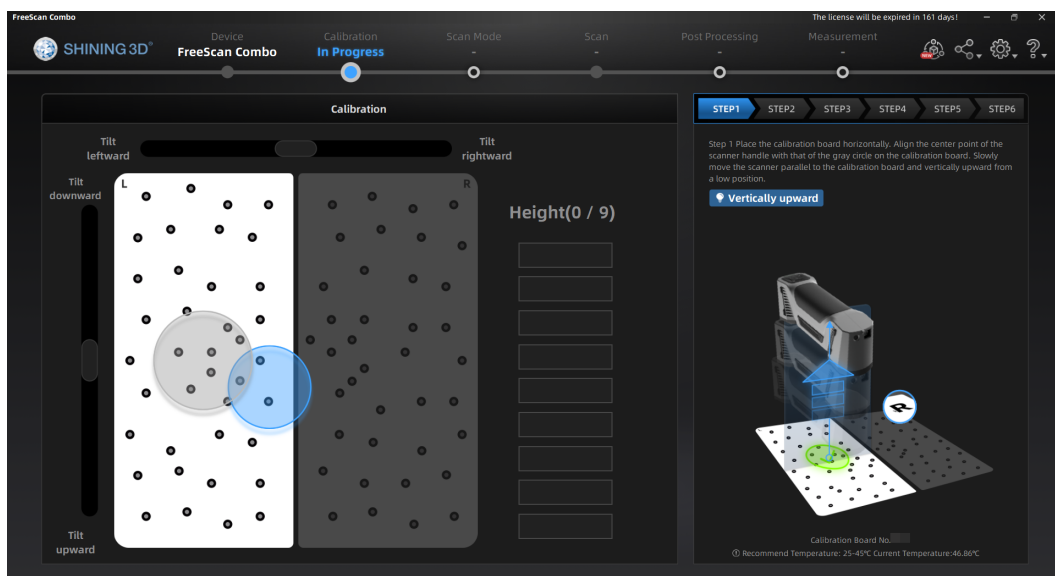 FreeScan Combo
The license will be expired in 161 days!
SHINING 3D®
Device
FreeScan Combo
Calibration
In Progress
Scan Mode
-
Scan
-
Post Processing
-
Measurement
-
NEW
Calibration
Tilt
leftward
Tilt
rightward
Tilt
downward
Tilt
upward
L
R
Height(0 / 9)
STEP1
STEP2
STEP3
STEP4
STEP5
STEP6
Step 1 Place the calibration board horizontally. Align the center point of the
scanner handle with that of the gray circle on the calibration board. Slowly
move the scanner parallel to the calibration board and vertically upward from
a low position.
Vertically upward
R
L
Calibration Board No.
① Recommend Temperature: 25-45℃ Current Temperature:46.86℃